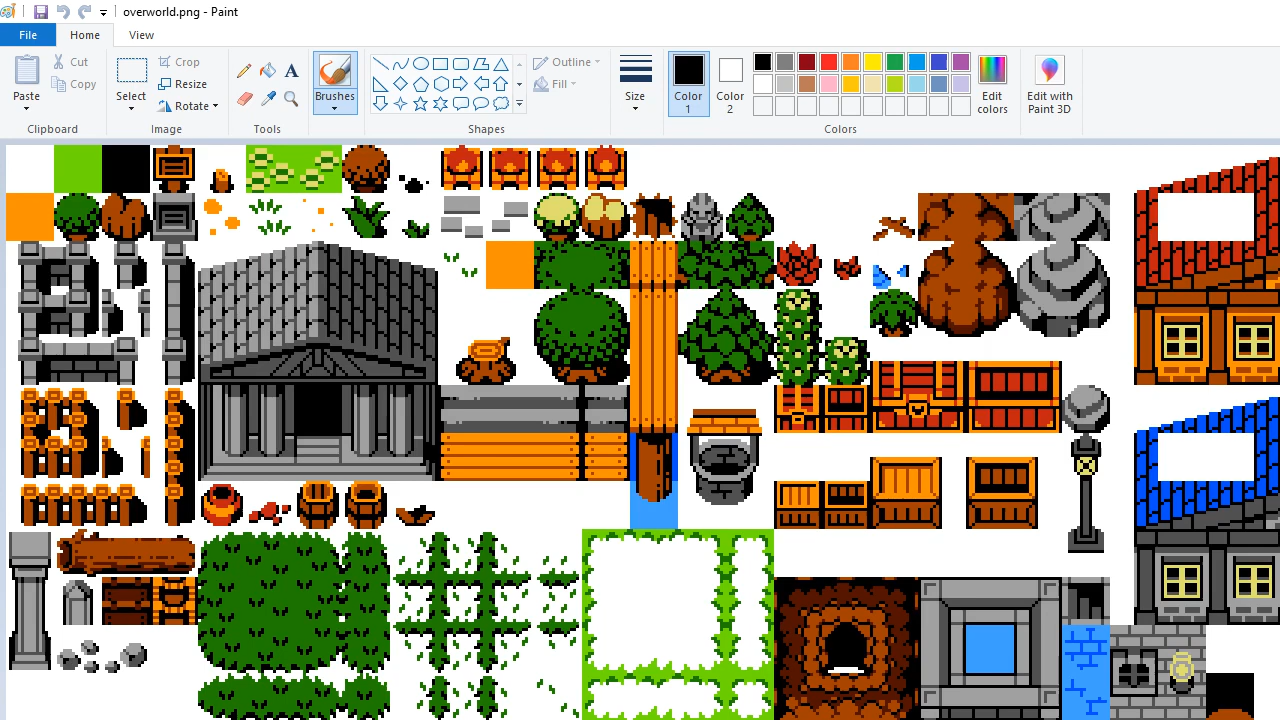 overworld.png - Paint
File Home View
Paste Cut Copy Clipboard
Select Crop Resize Rotate Image
A
Tools
Brushes
Outline Fill Shapes
Size
Color 1 Color 2 Edit colors Colors
Edit with Paint 3D